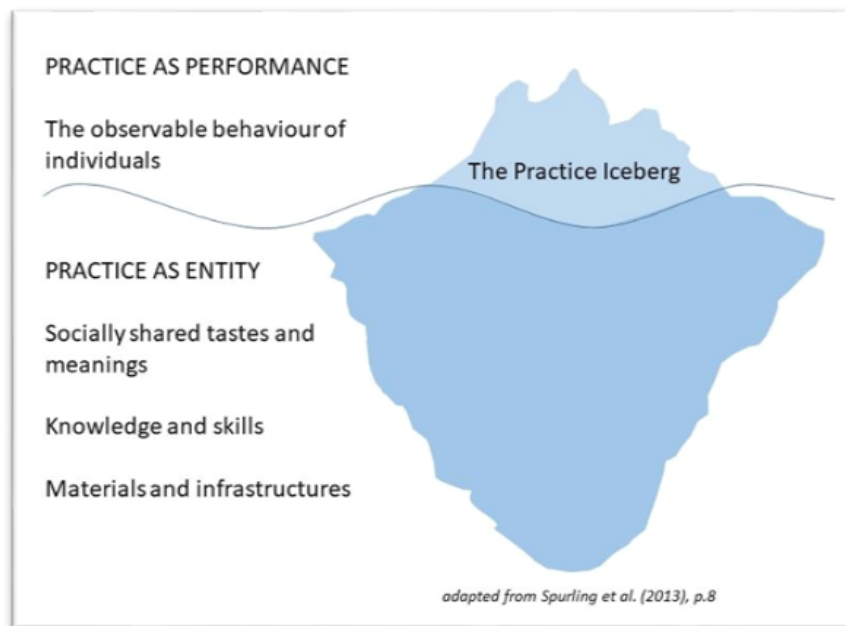 PRACTICE AS PERFORMANCE
The observable behaviour of
individuals
The Practice Iceberg
PRACTICE AS ENTITY
Socially shared tastes and
meanings
Knowledge and skills
Materials and infrastructures
adapted from Spurling et al. (2013), p.8